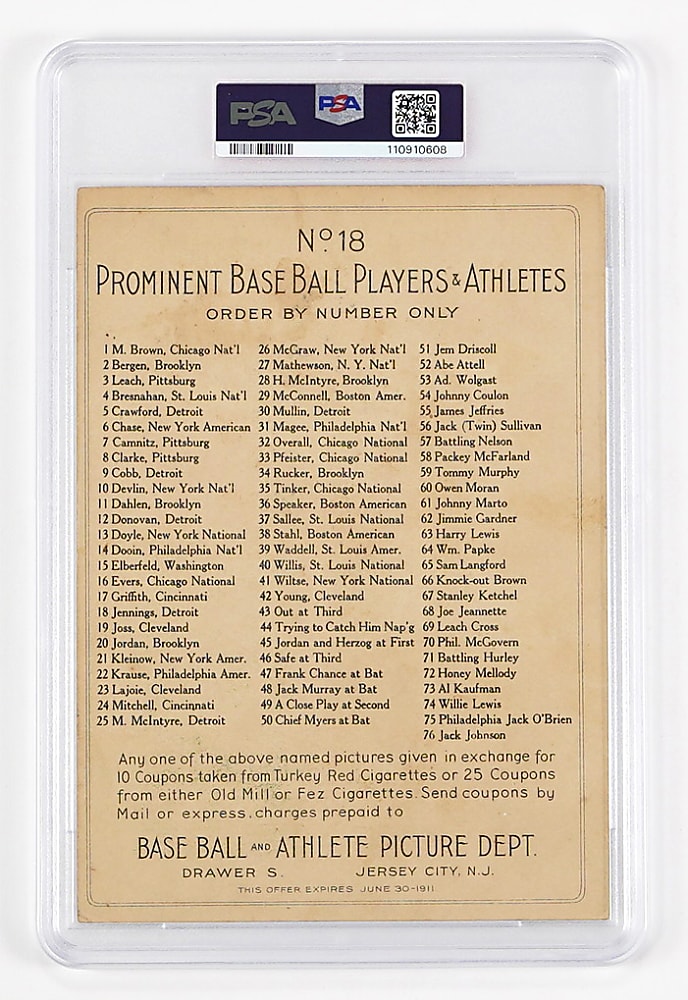 PSA
PSA
110910608
Nº 18
PROMINENT BASE BALL PLAYERS & ATHLETES
ORDER BY NUMBER ONLY
1 M. Brown, Chicago Nat'l
2 Bergen, Brooklyn
3 Leach, Pittsburg
4 Bresnahan, St. Louis Nat'l
5 Crawford, Detroit
6 Chase, New York American
7 Camnitz, Pittsburg
8 Clarke, Pittsburg
9 Cobb, Detroit
10 Devlin, New York Nat'l
11 Dahlen, Brooklyn
12 Donovan, Detroit
13 Doyle, New York National
14 Dooin, Philadelphia Nat'l
15 Elberfeld, Washington
16 Evers, Chicago National
17 Griffith, Cincinnati
18 Jennings, Detroit
19 Joss, Cleveland
20 Jordan, Brooklyn
21 Kleinow, New York Amer.
22 Krause, Philadelphia Amer.
23 Lajoie, Cleveland
24 Mitchell, Cincinnati
25 M. McIntyre, Detroit
26 McGraw, New York Nat'l
27 Mathewson, N. Y. Nat'l
28 H. McIntyre, Brooklyn
29 McConnell, Boston Amer.
30 Mullin, Detroit
31 Magee, Philadelphia Nat'l
32 Overall, Chicago National
33 Pfeister, Chicago National
34 Rucker, Brooklyn
35 Tinker, Chicago National
36 Speaker, Boston American
37 Sallee, St. Louis National
38 Stahl, Boston American
39 Waddell, St. Louis Amer.
40 Willis, St. Louis National
41 Wiltse, New York National
42 Young, Cleveland
43 Out at Third
44 Trying to Catch Him Nap'g
45 Jordan and Herzog at First
46 Safe at Third
47 Frank Chance at Bat
48 Jack Murray at Bat
49 A Close Play at Second
50 Chief Myers at Bat
51 Jem Driscoll
52 Abe Attell
53 Ad. Wolgast
54 Johnny Coulon
55 James Jeffries
56 Jack (Twin) Sullivan
57 Battling Nelson
58 Packey McFarland
59 Tommy Murphy
60 Owen Moran
61 Johnny Marto
62 Jimmie Gardner
63 Harry Lewis
64 Wm. Papke
65 Sam Langford
66 Knock-out Brown
67 Stanley Ketchel
68 Joe Jeannette
69 Leach Cross
70 Phil. McGovern
71 Battling Hurley
72 Honey Mellody
73 Al Kaufman
74 Willie Lewis
75 Philadelphia Jack O'Brien
76 Jack Johnson
Any one of the above named pictures given in exchange for
10 Coupons taken from Turkey Red Cigarettes or 25 Coupons
from either Old Mill or Fez Cigarettes. Send coupons by
Mail or express. charges prepaid to
BASE BALL AND ATHLETE PICTURE DEPT.
DRAWER S. JERSEY CITY, N.J.
THIS OFFER EXPIRES JUNE 30-1911